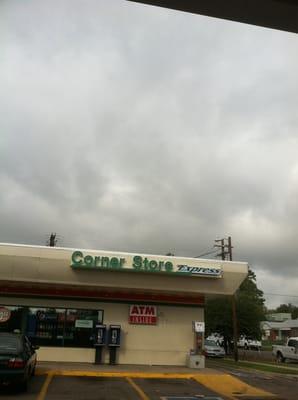 Corner Store Express
ATM
INSIDE